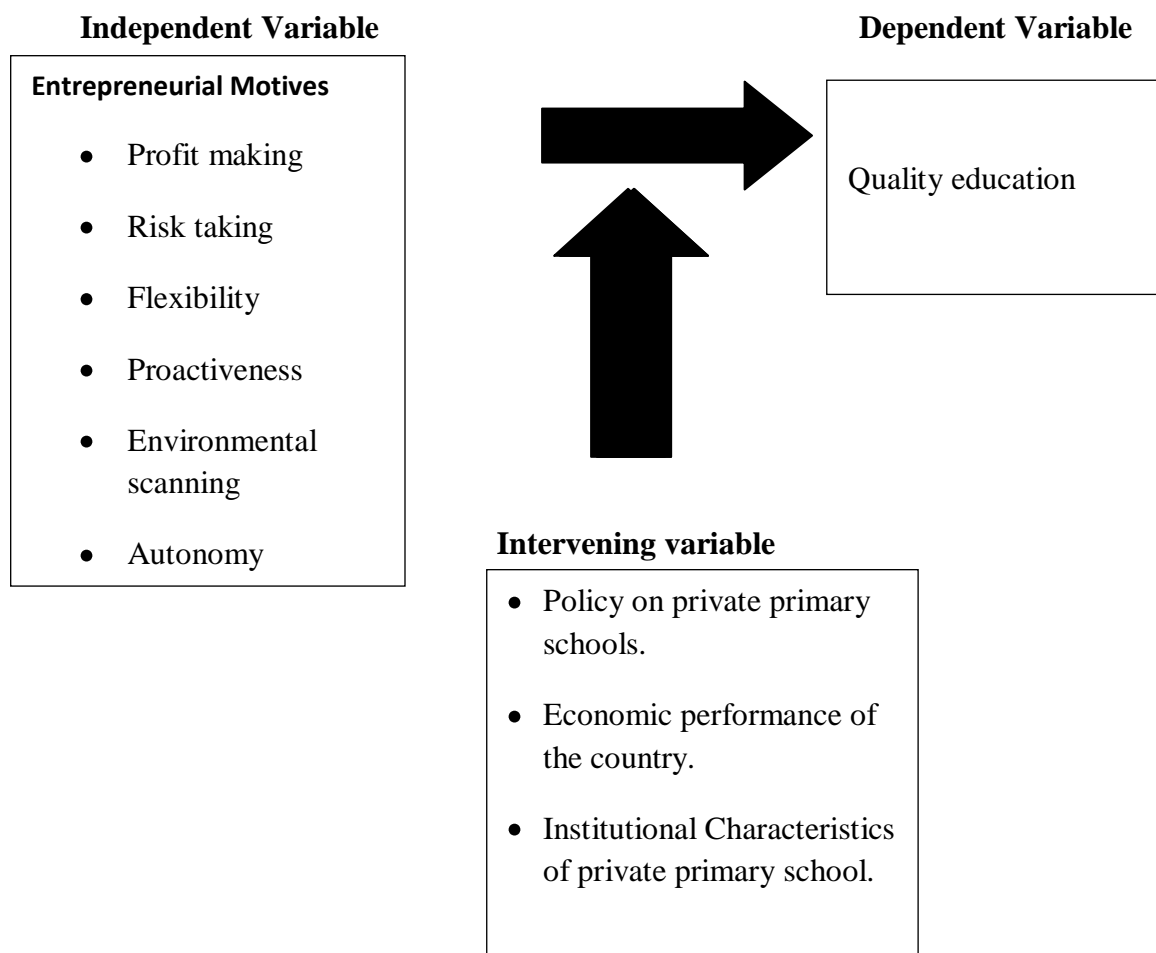 Independent Variable
Dependent Variable
Entrepreneurial Motives
• Profit making
• Risk taking
• Flexibility
• Proactiveness
• Environmental
scanning
• Autonomy
Quality education
Intervening variable
• Policy on private primary
schools.
• Economic performance of
the country.
• Institutional Characteristics
of private primary school.